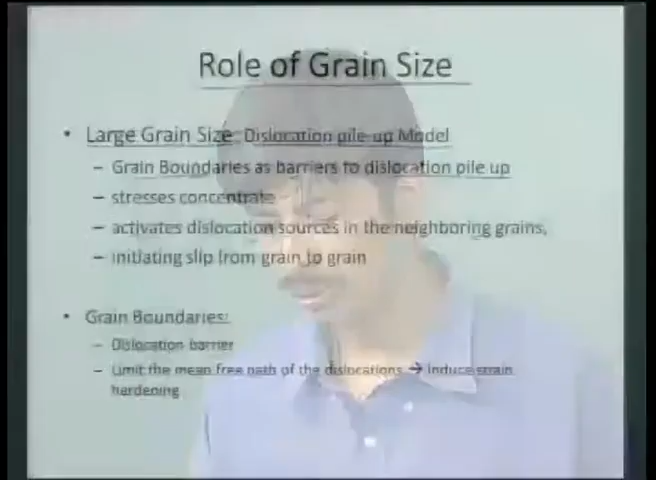 Role of Grain Size
• Large Grain Size: Dislocation pile-up Model
– Grain Boundaries as barriers to dislocation pile up
– stresses concentrate
– activates dislocation sources in the neighboring grains,
– initiating slip from grain to grain
• Grain Boundaries:
– Dislocation barrier
– Limit the mean free path of the dislocations → Induce strain
hardening